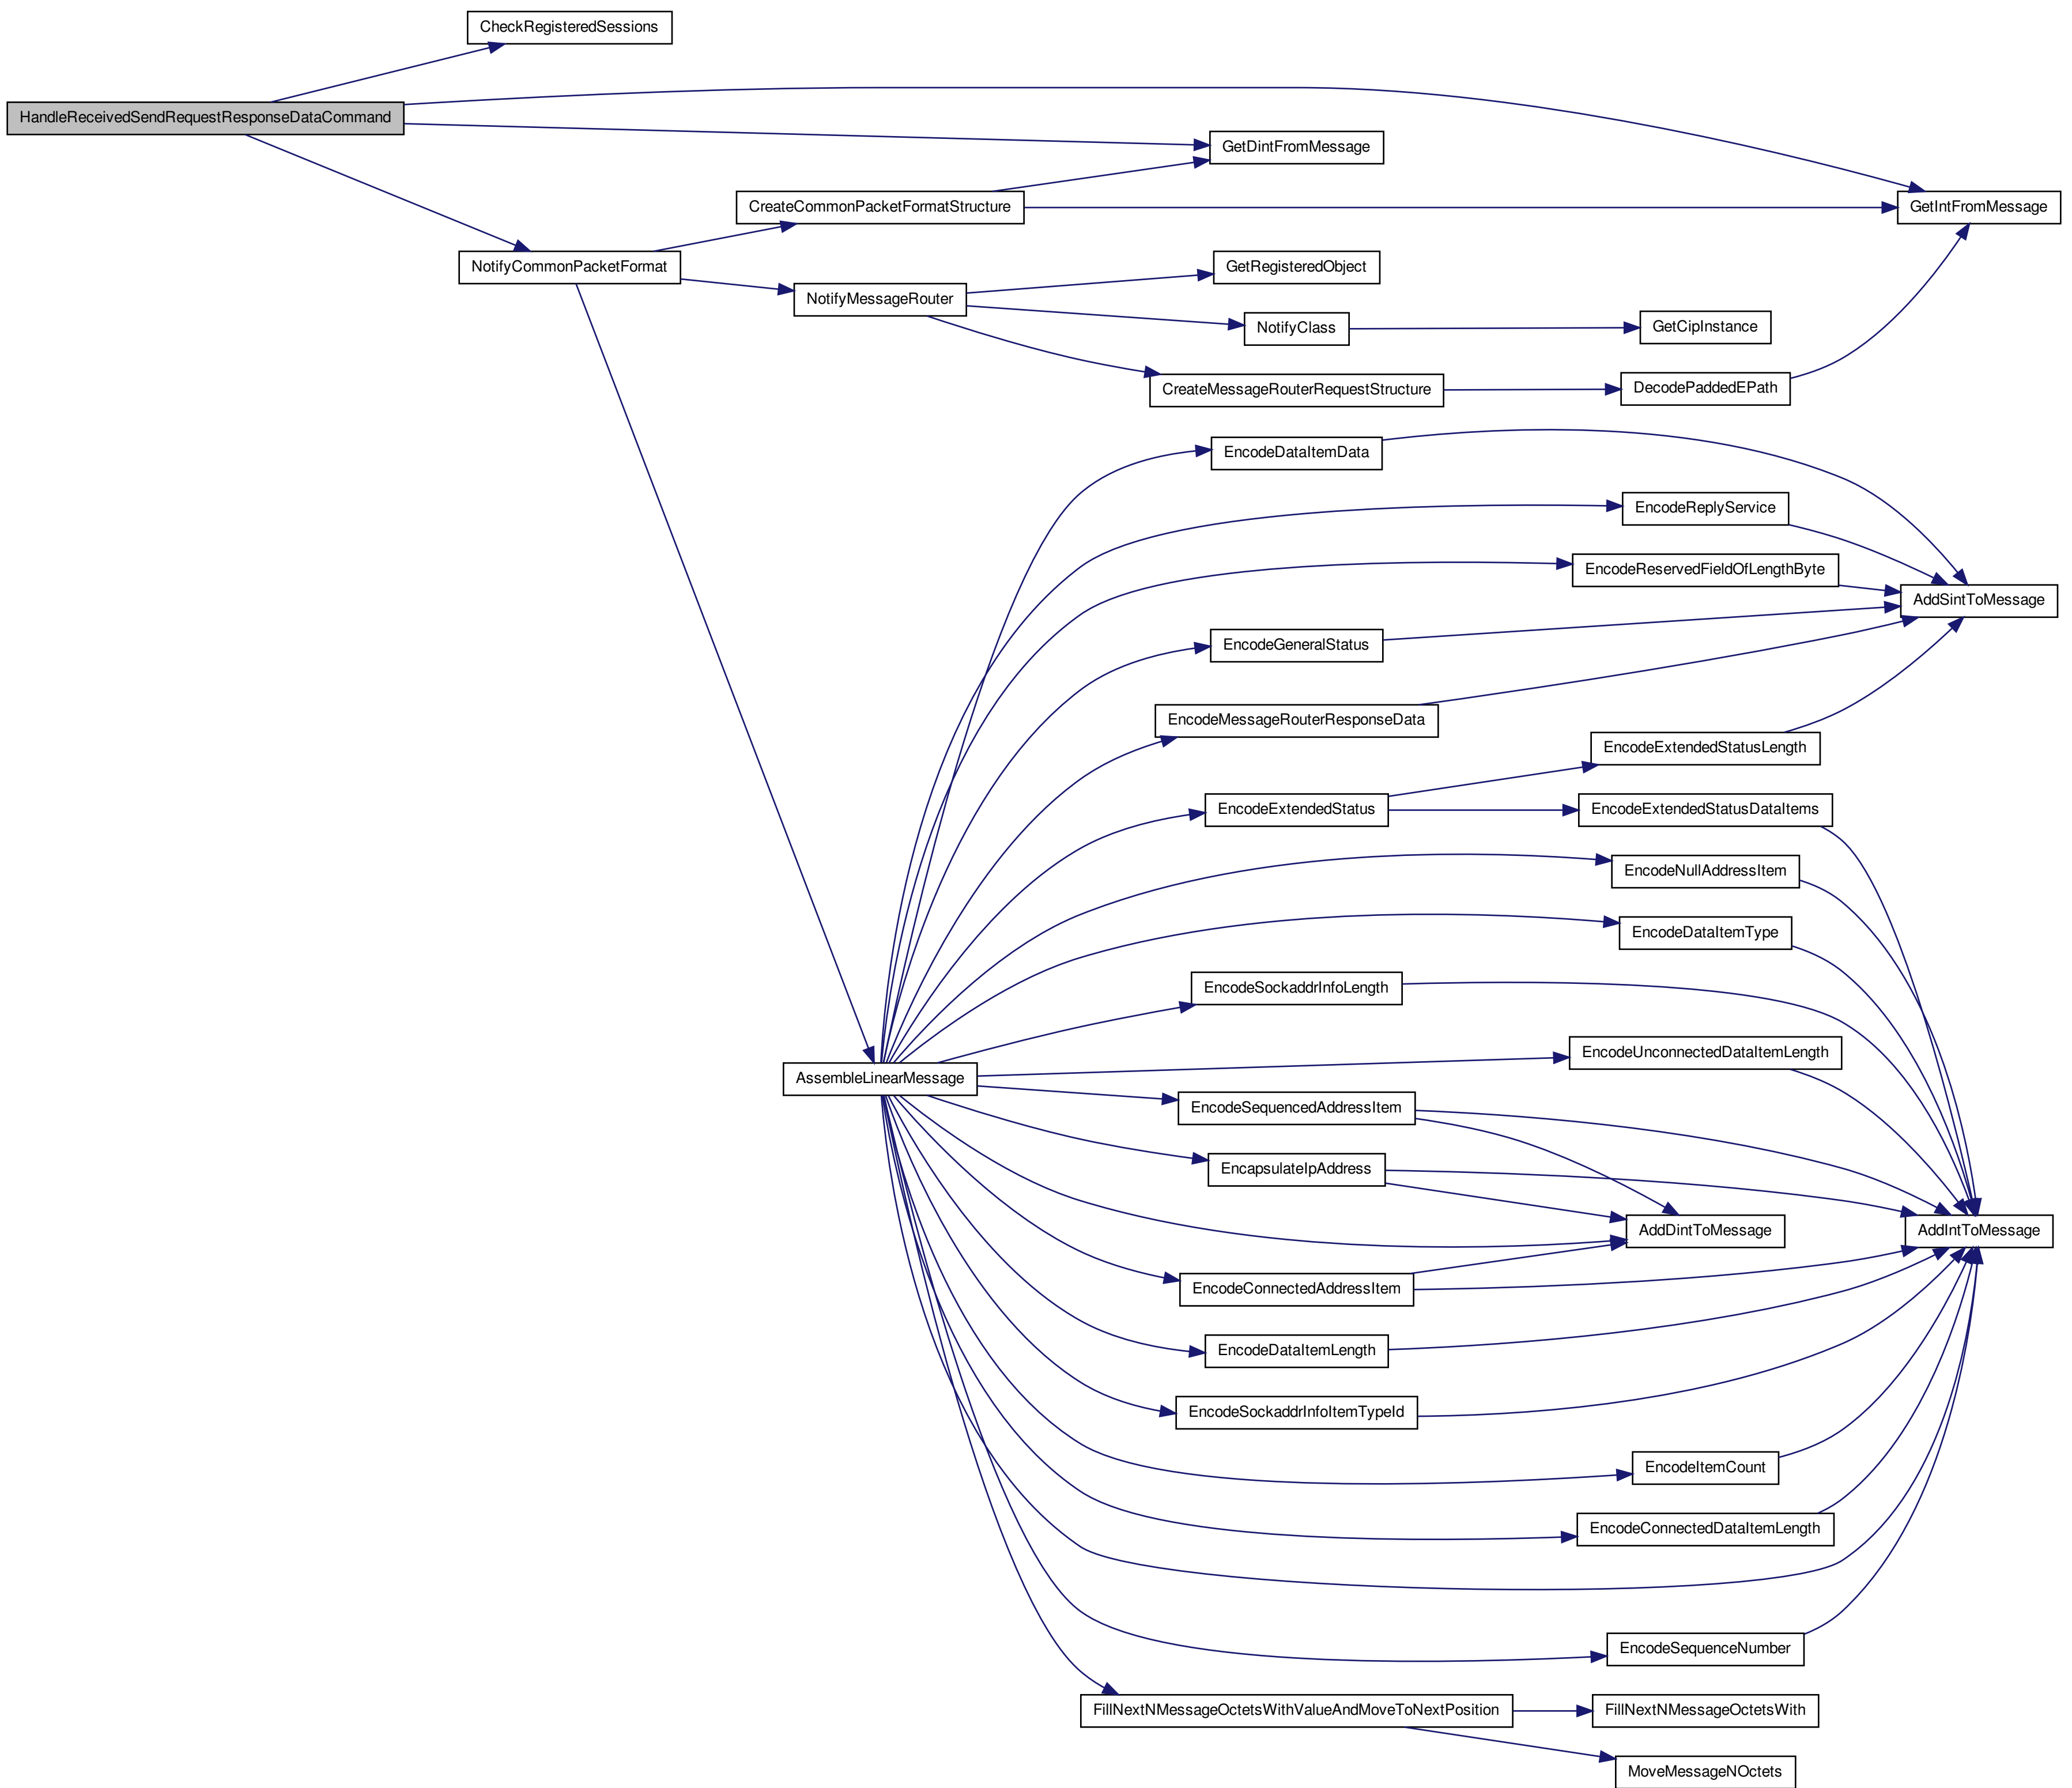 CheckRegisteredSessions
HandleReceivedSendRequestResponseDataCommand
GetDintFromMessage
CreateCommonPacketFormatStructure
GetIntFromMessage
NotifyCommonPacketFormat
GetRegisteredObject
NotifyMessageRouter
NotifyClass
GetCipInstance
CreateMessageRouterRequestStructure
DecodePaddedEPath
EncodeDataItemData
EncodeReplyService
EncodeReservedFieldOfLengthByte
AddSintToMessage
EncodeGeneralStatus
EncodeMessageRouterResponseData
EncodeExtendedStatusLength
EncodeExtendedStatus
EncodeExtendedStatusDataItems
EncodeNullAddressItem
EncodeDataItemType
EncodeSockaddrInfoLength
EncodeUnconnectedDataItemLength
AssembleLinearMessage
EncodeSequencedAddressItem
EncapsulateIpAddress
AddDintToMessage
AddIntToMessage
EncodeConnectedAddressItem
EncodeDataItemLength
EncodeSockaddrInfoItemTypeId
EncodeItemCount
EncodeConnectedDataItemLength
EncodeSequenceNumber
FillNextNMessageOctetsWithValueAndMoveToNextPosition
FillNextNMessageOctetsWith
MoveMessageNOctets